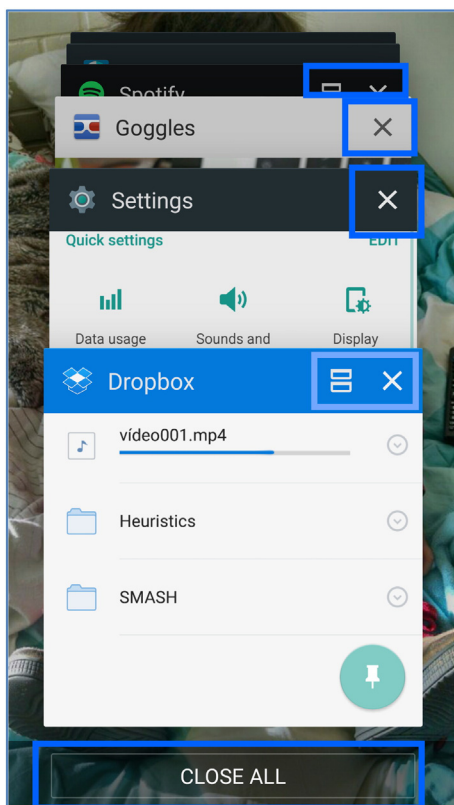 Spotify
Goggles
Settings
Quick settings EDIT
Data usage Sounds and Display
Dropbox
vídeo001.mp4
Heuristics
SMASH
CLOSE ALL